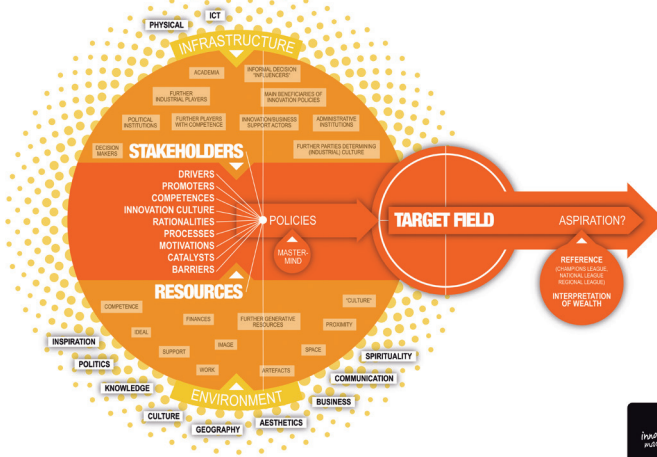 ICT
PHYSICAL
INFRASTRUCTURE
ACADEMIA
INFORMAL DECISION
"INFLUENCERS"
FURTHER
INDUSTRIAL PLAYERS
MAIN BENEFICIARIES OF
INNOVATION POLICIES
POLITICAL
INSTITUTIONS
FURTHER PLAYERS
WITH COMPETENCE
INNOVATION/BUSINESS
SUPPORT ACTORS
ADMINISTRATIVE
INSTITUTIONS
DECISION
MAKERS
STAKEHOLDERS
FURTHER PARTIES DETERMINING
(INDUSTRIAL) CULTURE
DRIVERS
PROMOTERS
COMPETENCES
INNOVATION CULTURE
RATIONALITIES
PROCESSES
MOTIVATIONS
CATALYSTS
BARRIERS
POLICIES
MASTER-
MIND
TARGET FIELD
ASPIRATION?
REFERENCE
(CHAMPIONS LEAGUE,
NATIONAL LEAGUE
REGIONAL LEAGUE)
INTERPRETATION
OF WEALTH
RESOURCES
COMPETENCE
FINANCES
FURTHER GENERATIVE
RESOURCES
"CULTURE"
PROXIMITY
IDEAL
SUPPORT
IMAGE
SPACE
WORK
ARTEFACTS
ENVIRONMENT
INSPIRATION
POLITICS
KNOWLEDGE
CULTURE
GEOGRAPHY
AESTHETICS
BUSINESS
COMMUNICATION
SPIRITUALITY